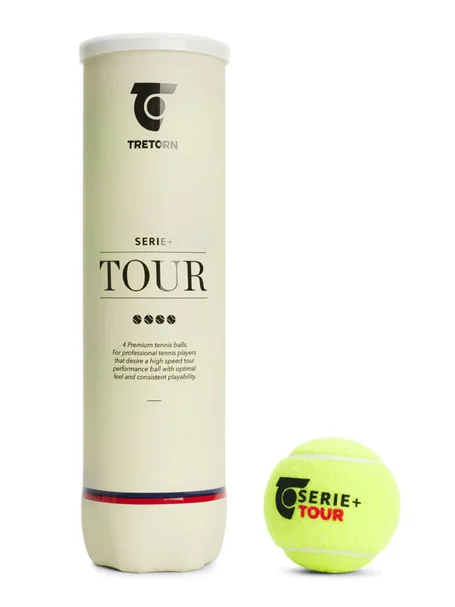 TRETORN
SERIE+
TOUR
4 Premium tennis balls.
For professional tennis players
that desire a high speed tour
performance ball with optimal
feel and consistent playability.
SERIE+
TOUR